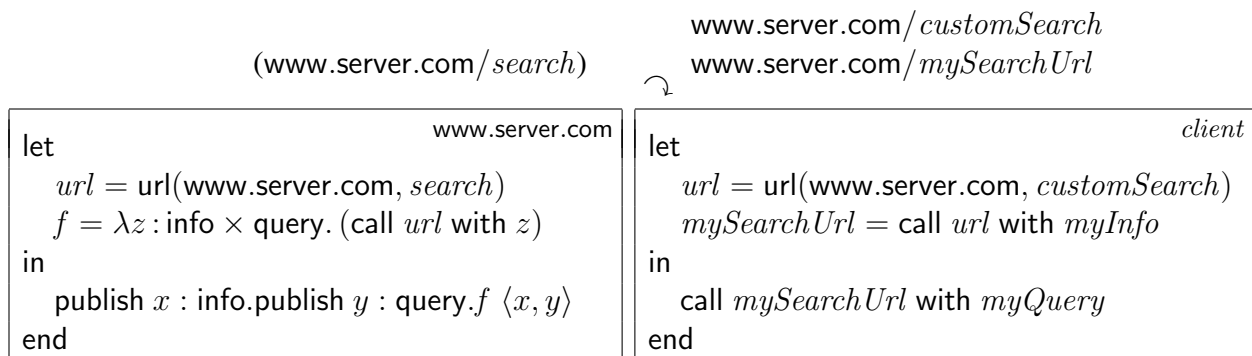 www.server.com/customSearch
(www.server.com/search) www.server.com/mySearchUrl
www.server.com
let
url = url(www.server.com, search)
f = λz : info × query. (call url with z)
in
publish x : info.publish y : query.f ⟨x, y⟩
end
client
let
url = url(www.server.com, customSearch)
mySearchUrl = call url with myInfo
in
call mySearchUrl with myQuery
end